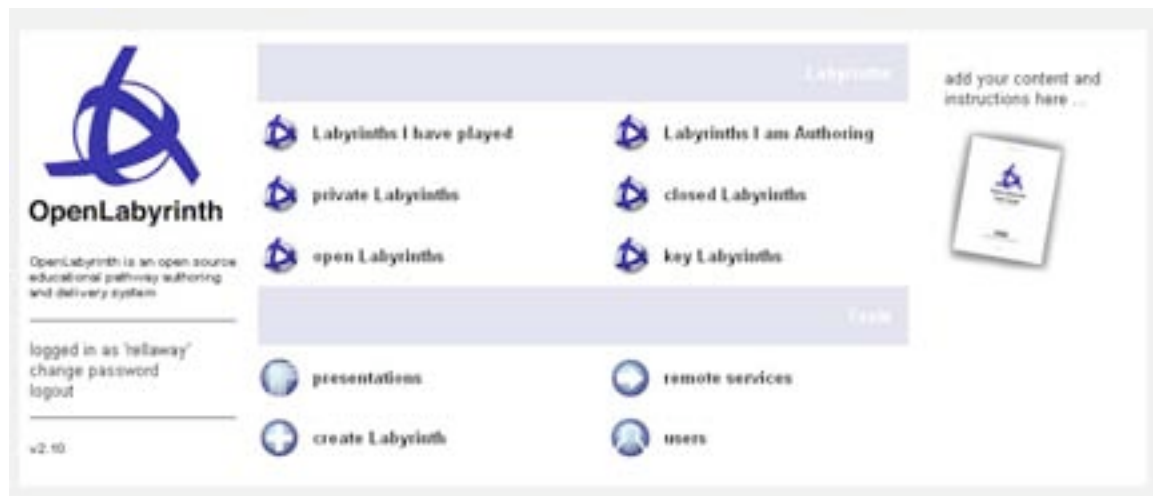 OpenLabyrinth
OpenLabyrinth is an open source
educational pathway authoring
and delivery system
logged in as 'rellaway'
change password
logout
v2.10
Labyrinths
Labyrinths I have played
Labyrinths I am Authoring
private Labyrinths
closed Labyrinths
open Labyrinths
key Labyrinths
Tools
presentations
remote services
create Labyrinth
users
add your content and
instructions here ...